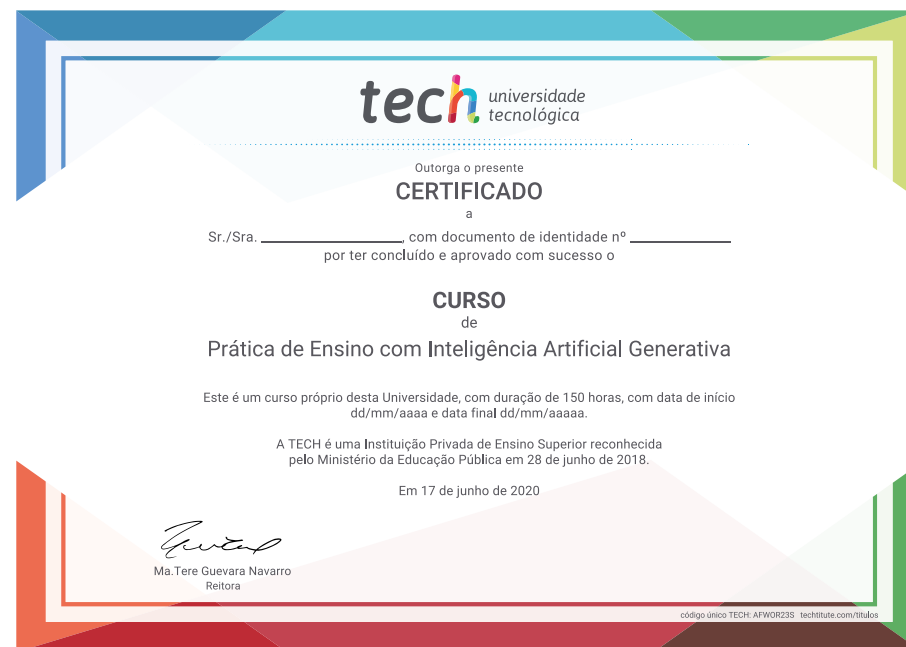 tech universidade
tecnológica
Outorga o presente
CERTIFICADO
a
Sr./Sra. ____________, com documento de identidade nº ____________
por ter concluído e aprovado com sucesso o
CURSO
de
Prática de Ensino com Inteligência Artificial Generativa
Este é um curso próprio desta Universidade, com duração de 150 horas, com data de início
dd/mm/aaaa e data final dd/mm/aaaaa.
A TECH é uma Instituição Privada de Ensino Superior reconhecida
pelo Ministério da Educação Pública em 28 de junho de 2018.
Em 17 de junho de 2020
Ma.Tere Guevara Navarro
Reitora
código único TECH: AFWOR23S techtitute.com/titulos